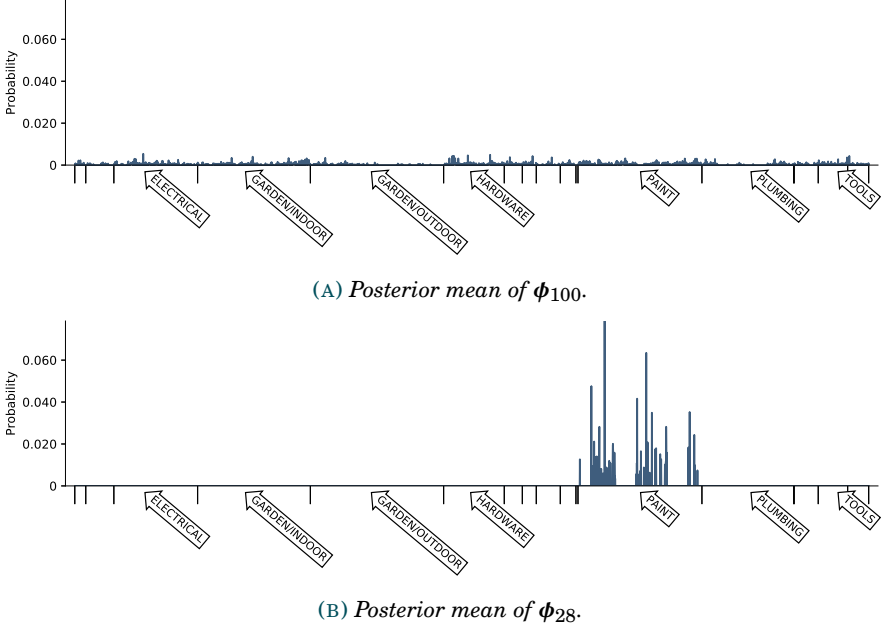 0.060
0.040
0.020
0
Probability
ELECTRICAL
GARDEN/INDOOR
GARDEN/OUTDOOR
HARDWARE
PAINT
PLUMBING
TOOLS
(A) Posterior mean of ϕ100.
0.060
0.040
0.020
0
Probability
ELECTRICAL
GARDEN/INDOOR
GARDEN/OUTDOOR
HARDWARE
PAINT
PLUMBING
TOOLS
(B) Posterior mean of ϕ28.